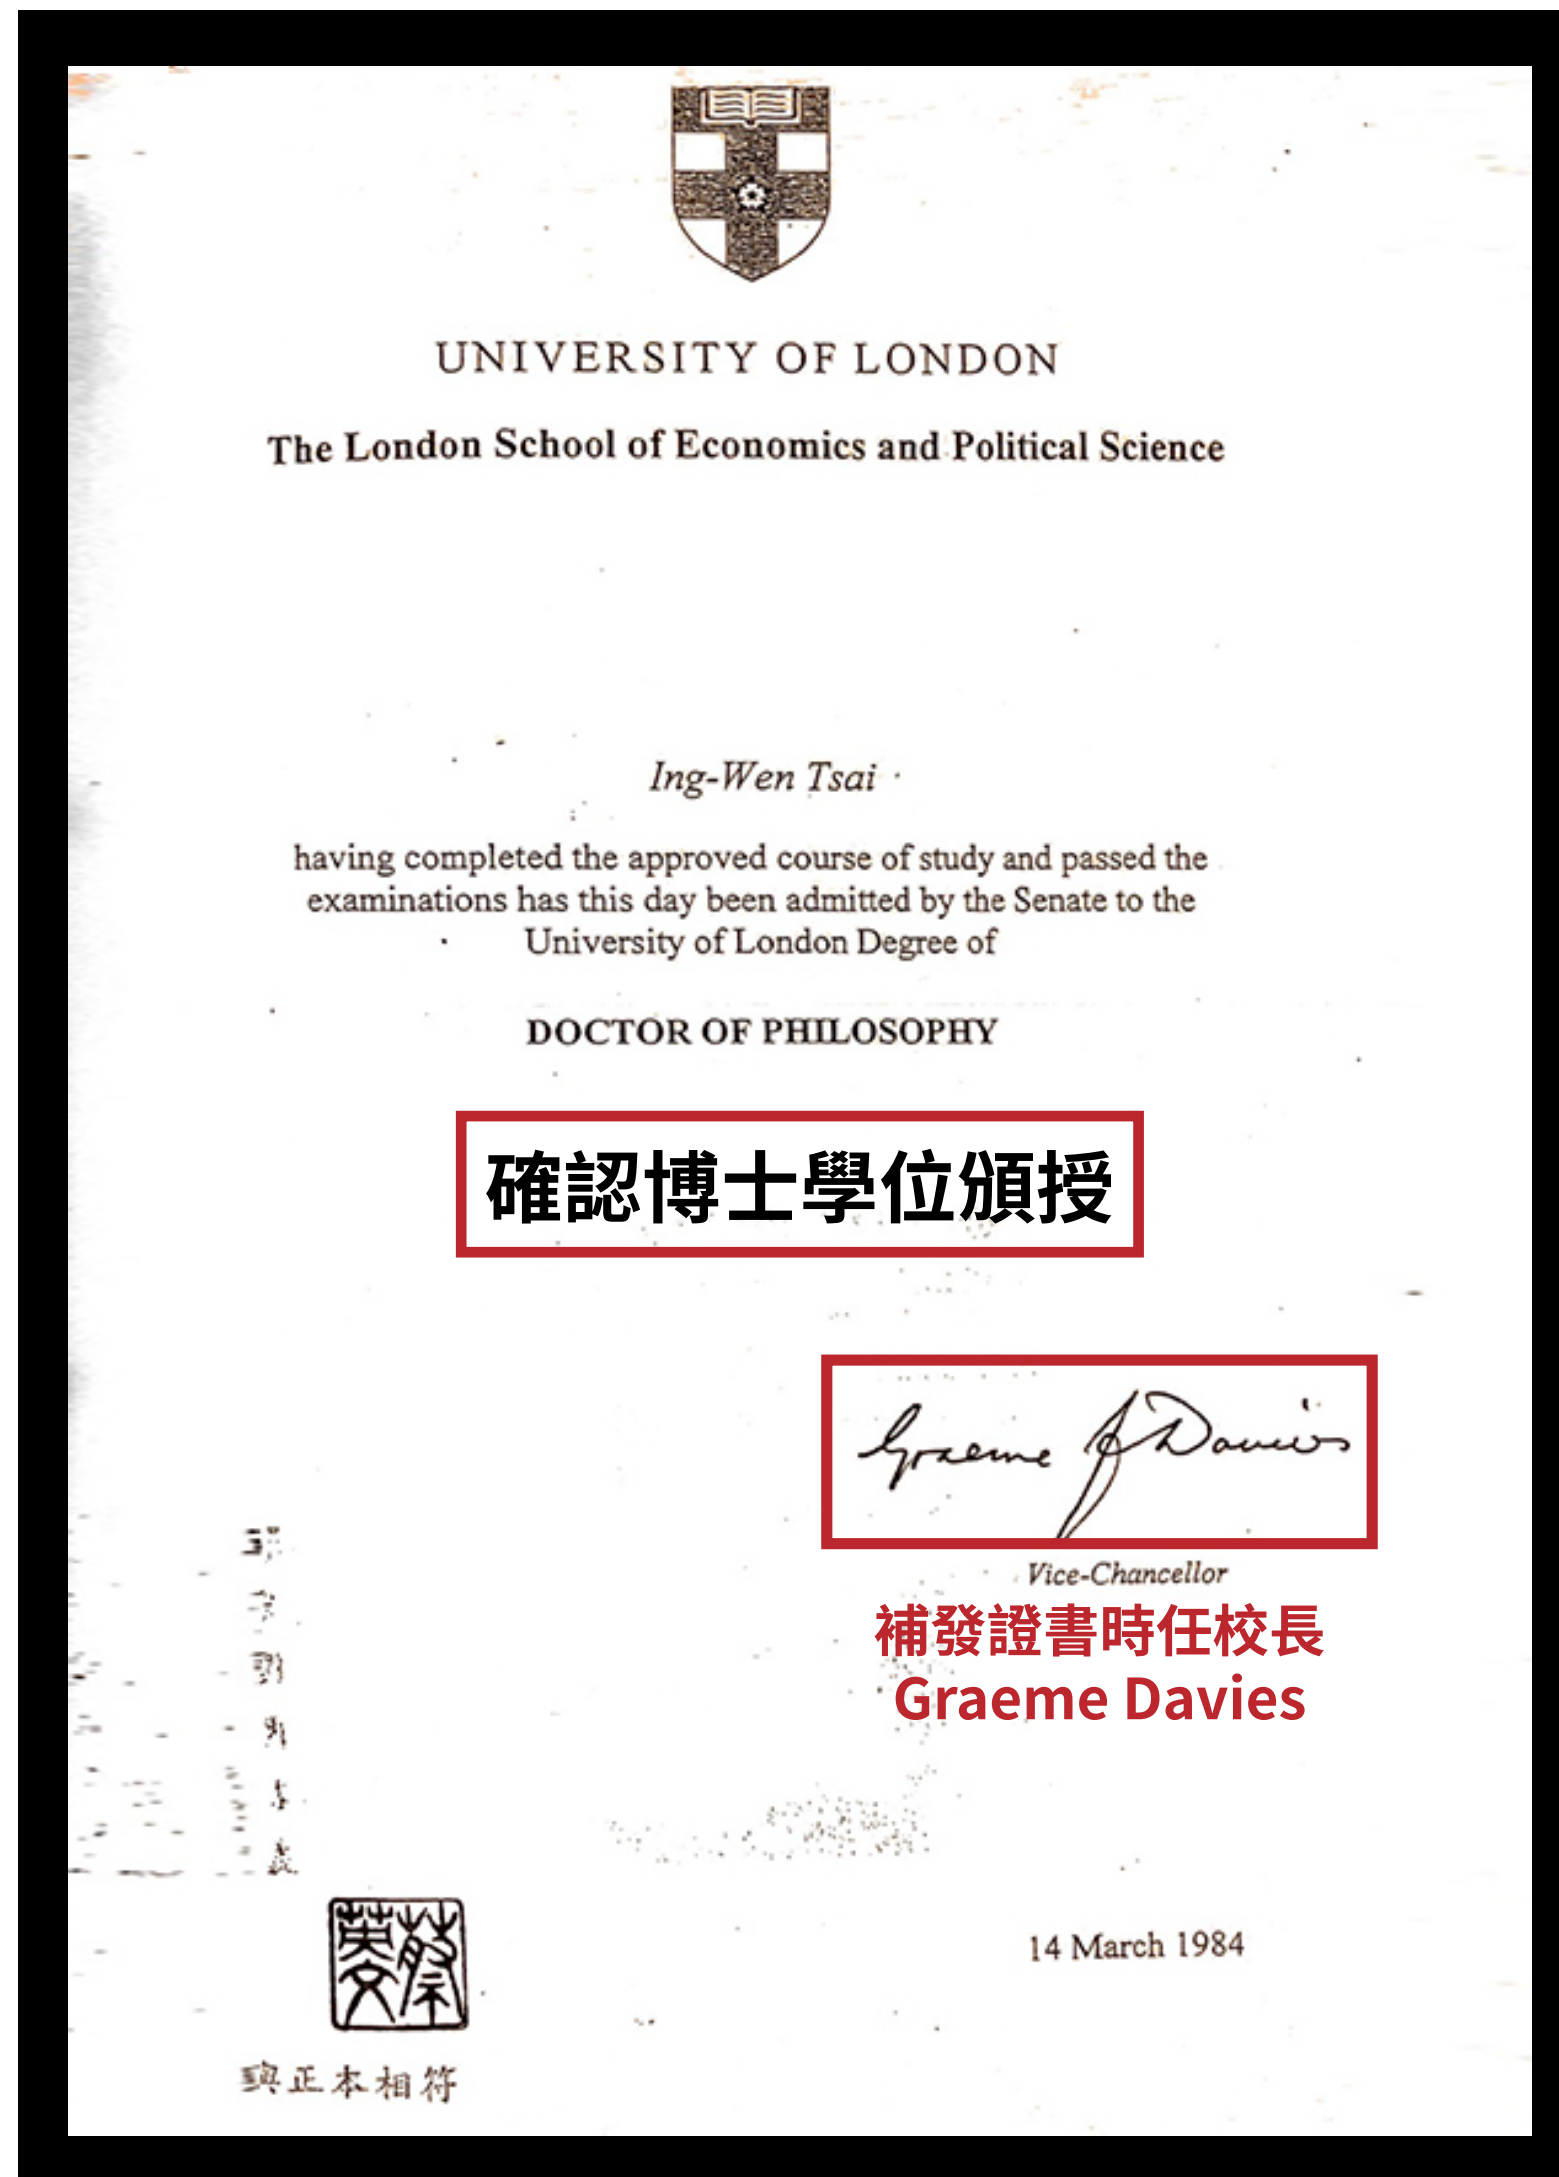 UNIVERSITY OF LONDON
The London School of Economics and Political Science
Ing-Wen Tsai
having completed the approved course of study and passed the
examinations has this day been admitted by the Senate to the
University of London Degree of
DOCTOR OF PHILOSOPHY
確認博士學位頒授
Graeme J Davies
Vice-Chancellor
補發證書時任校長
Graeme Davies
14 March 1984
蔡英文
與正本相符